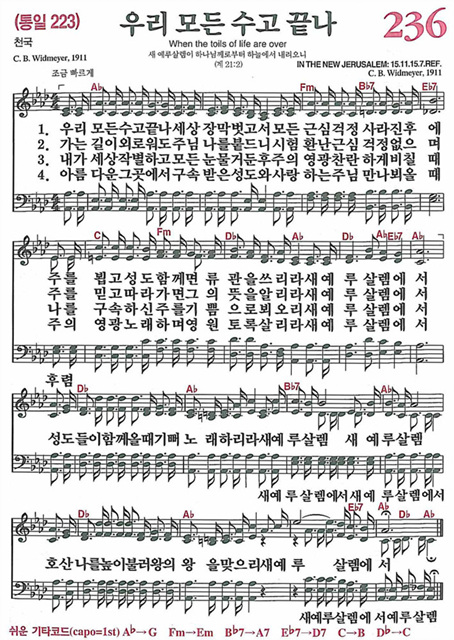 (통일 223)
우리 모든 수고 끝나
236
천국
When the toils of life are over
C. B. Widmeyer, 1911
새 예루살렘이 하나님께로부터 하늘에서 내려오니
(계 21:2)
IN THE NEW JERUSALEM: 15.11.15.7.REF.
C. B. Widmeyer, 1911
조금 빠르게
A♭ Fm B♭7 E♭7
1. 우리 모든수고끝나세상 장막벗고서모든 근심걱정 사라진후 에
2. 가는 길이외로워도주님 나를붙드니시험 환난근심 걱정없으 며
3. 내가 세상작별하고모든 눈물거둔후주의 영광찬란 하게비칠 때
4. 아름 다운그곳에서구속 받은성도와사랑 하는주님 만나뵈올 때
C Fm D♭ A♭ D♭ A♭ E♭7 A♭
주를 뵙고성 도함 께면 류 관을쓰 리라새예 루 살렘에 서
주를 믿고따 라가 면그 의 뜻을알 리라새예 루 살렘에 서
나를 구속하 신주 를기 쁨 으로뵈 오리새예 루 살렘에 서
주의 영광노 래하 며영 원 토록살 리라새예 루 살렘에 서
후렴
D♭ A♭ B♭7 E♭7
성도들이함께올때기뻐 노 래하리라새예 루살렘 새 예루살렘
새예 루 살렘에서새예 루 살렘에서
D♭ A♭ E♭7 A♭ D♭ A♭
호산 나를높이불러왕의 왕 을맞으리새예 루 살렘에 서
새예루살렘에 서예루살렘
쉬운 기타코드(capo=1st) A♭→G Fm→Em B♭7→A7 E♭7→D7 C→B D♭→C